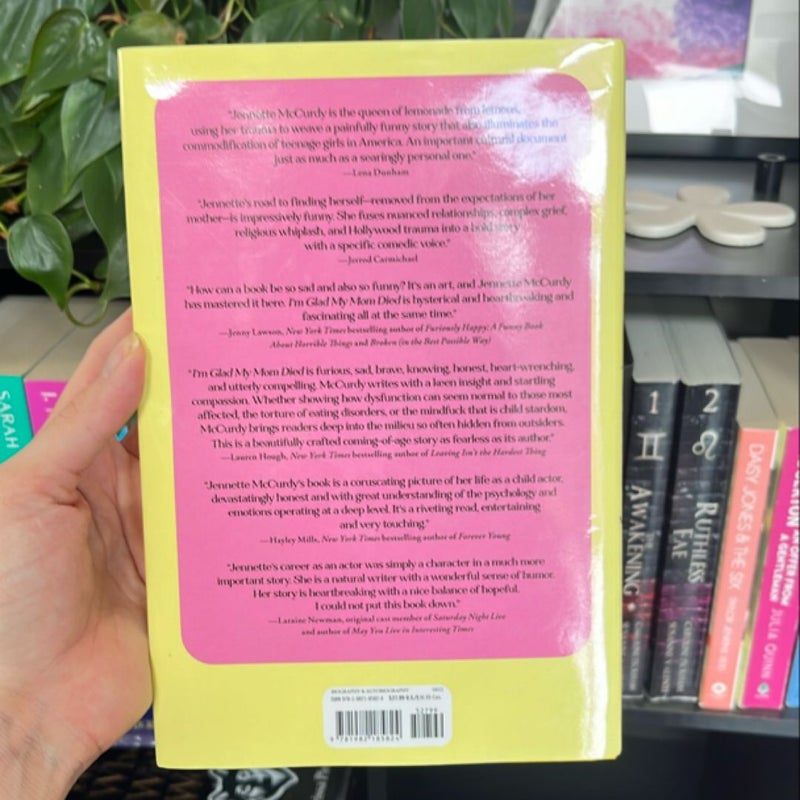 "Jennette McCurdy is the queen of lemonade from lemons,
using her trauma to weave a painfully funny story that also illuminates the
commodification of teenage girls in America. An important cultural document
just as much as a searingly personal one."
—Lena Dunham
"Jennette's road to finding herself—removed from the expectations of her
mother—is impressively funny. She fuses nuanced relationships, complex grief,
religious whiplash, and Hollywood trauma into a bold story
with a specific comedic voice."
—Jerrod Carmichael
"How can a book be so sad and also so funny? It's an art, and Jennette McCurdy
has mastered it here. I'm Glad My Mom Died is hysterical and heartbreaking and
fascinating all at the same time."
—Jenny Lawson, New York Times bestselling author of Furiously Happy: A Funny Book
About Horrible Things and Broken (in the Best Possible Way)
"I'm Glad My Mom Died is furious, sad, brave, knowing, honest, heart-wrenching,
and utterly compelling. McCurdy writes with a keen insight and startling
compassion. Whether showing how dysfunction can seem normal to those most
affected, the torture of eating disorders, or the mindfuck that is child stardom,
McCurdy brings readers deep into the milieu so often hidden from outsiders.
This is a beautifully crafted coming-of-age story as fearless as its author."
—Lauren Hough, New York Times bestselling author of Leaving Isn't the Hardest Thing
"Jennette McCurdy's book is a coruscating picture of her life as a child actor,
devastatingly honest and with great understanding of the psychology and
emotions operating at a deep level. It's a riveting read, entertaining
and very touching."
—Hayley Mills, New York Times bestselling author of Forever Young
"Jennette's career as an actor was simply a character in a much more
important story. She is a natural writer with a wonderful sense of humor.
Her story is heartbreaking with a nice balance of hopeful.
I could not put this book down."
—Laraine Newman, original cast member of Saturday Night Live
and author of May You Live in Interesting Times
BIOGRAPHY & AUTOBIOGRAPHY
ISBN 978-1-9821-8582-4 $27.99 U.S./
52799
9 781982 185824
SARAH
1
AWAKENING
2
RUTHLESS
FAE
DAISY JONES & THE SIX
AN OFFER FROM
A GENTLEMAN
JULIA QUINN